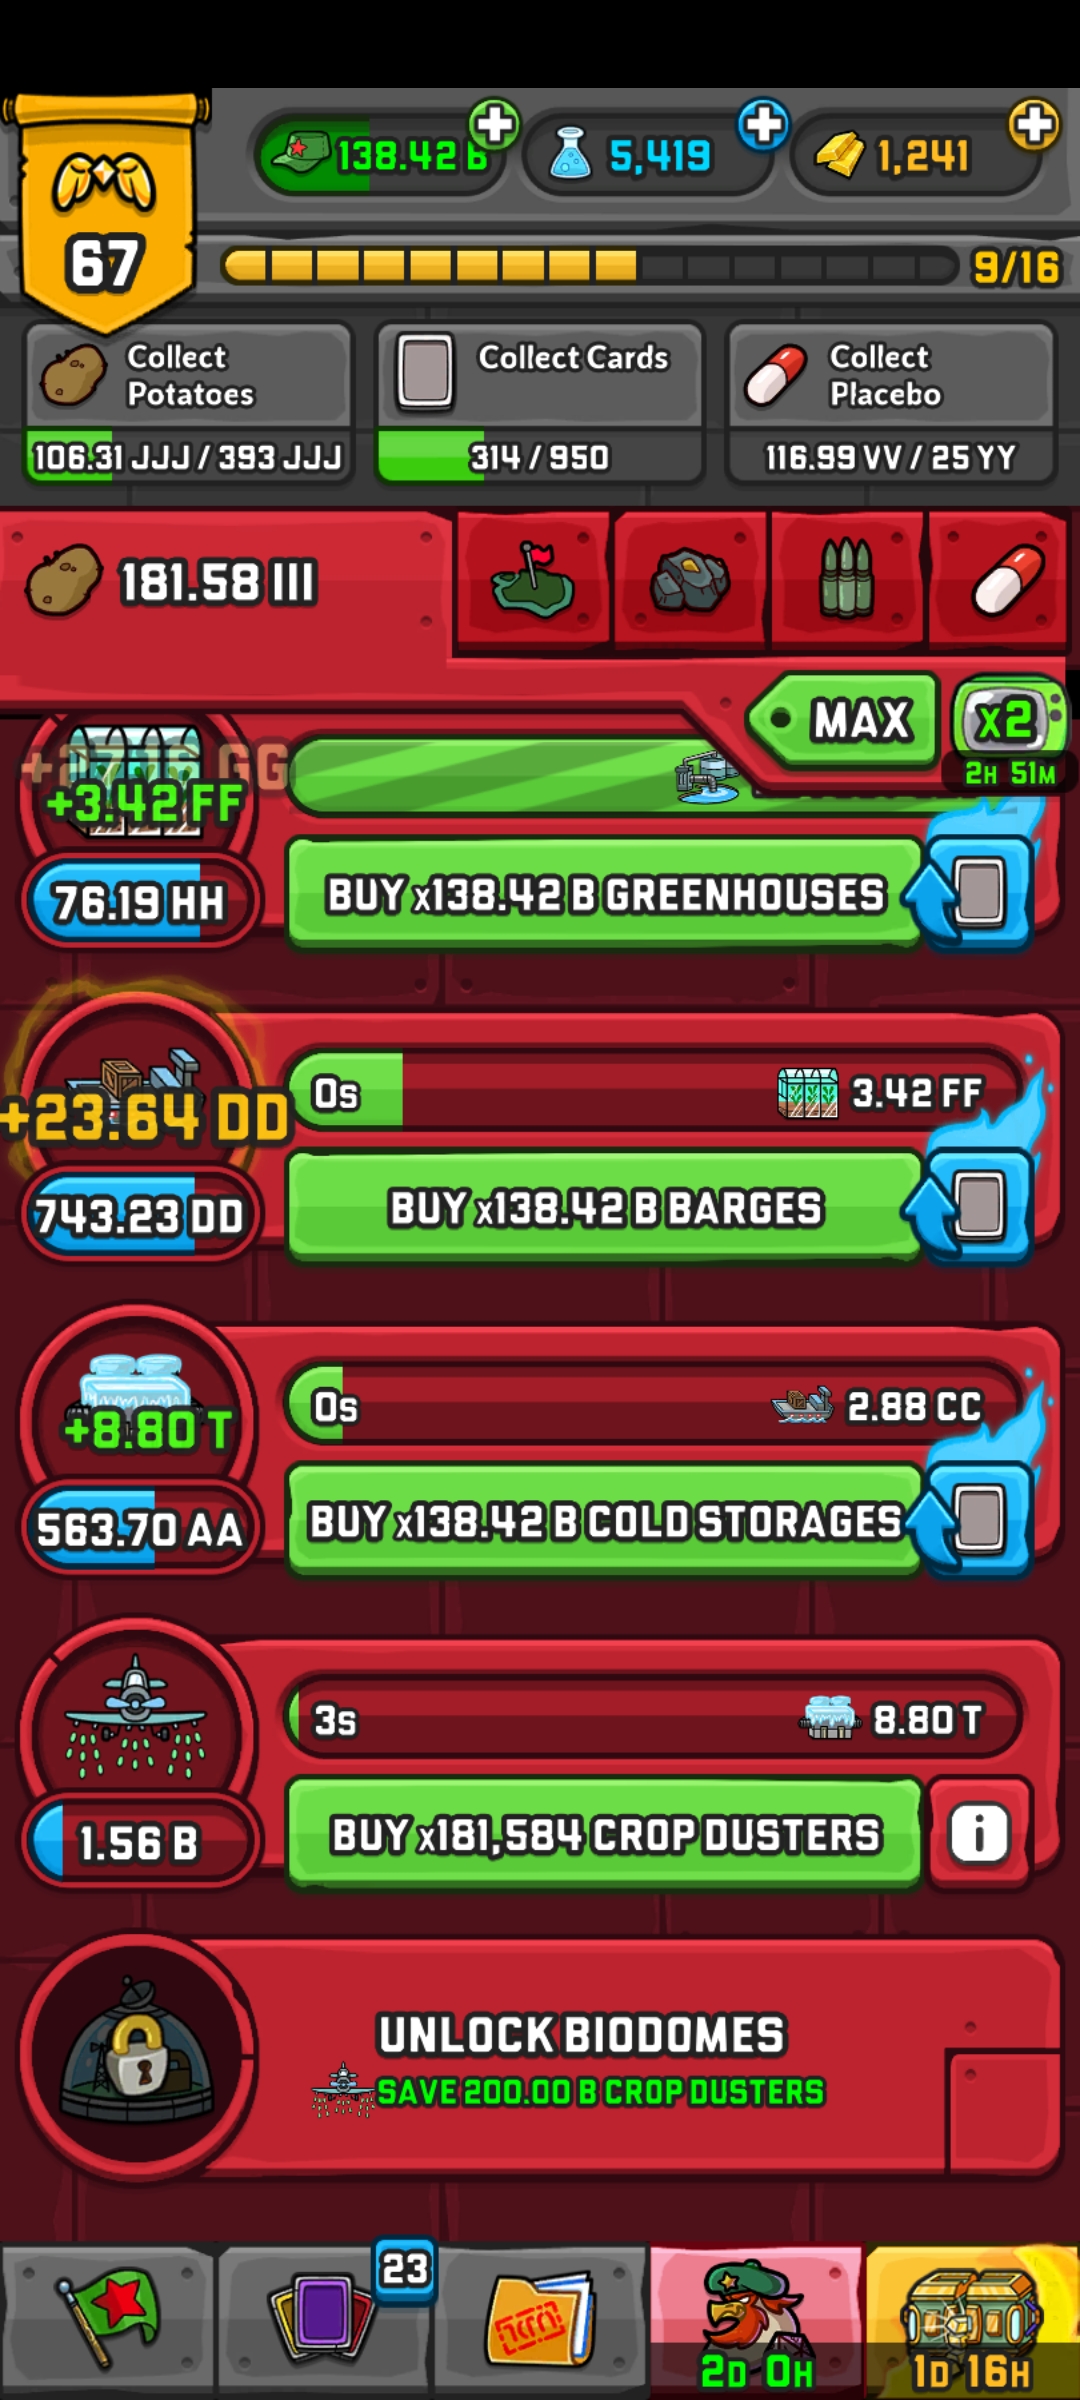 138.42 B
5,419
1,241
67
9/16
Collect
Potatoes
106.31 JJJ / 393 JJJ
Collect Cards
314 / 950
Collect
Placebo
116.99 VV / 25 YY
181.58 III
MAX
x2
2H 51M
GG
+3.42 FF
76.19 HH
BUY x138.42 B GREENHOUSES
+23.64 DD
0s
3.42 FF
743.23 DD
BUY x138.42 B BARGES
+8.80 T
0s
2.88 CC
563.70 AA
BUY x138.42 B COLD STORAGES
3s
8.80 T
1.56 B
BUY x181,584 CROP DUSTERS
i
UNLOCK BIODOMES
SAVE 200.00 B CROP DUSTERS
23
2D 0H
1D 16H